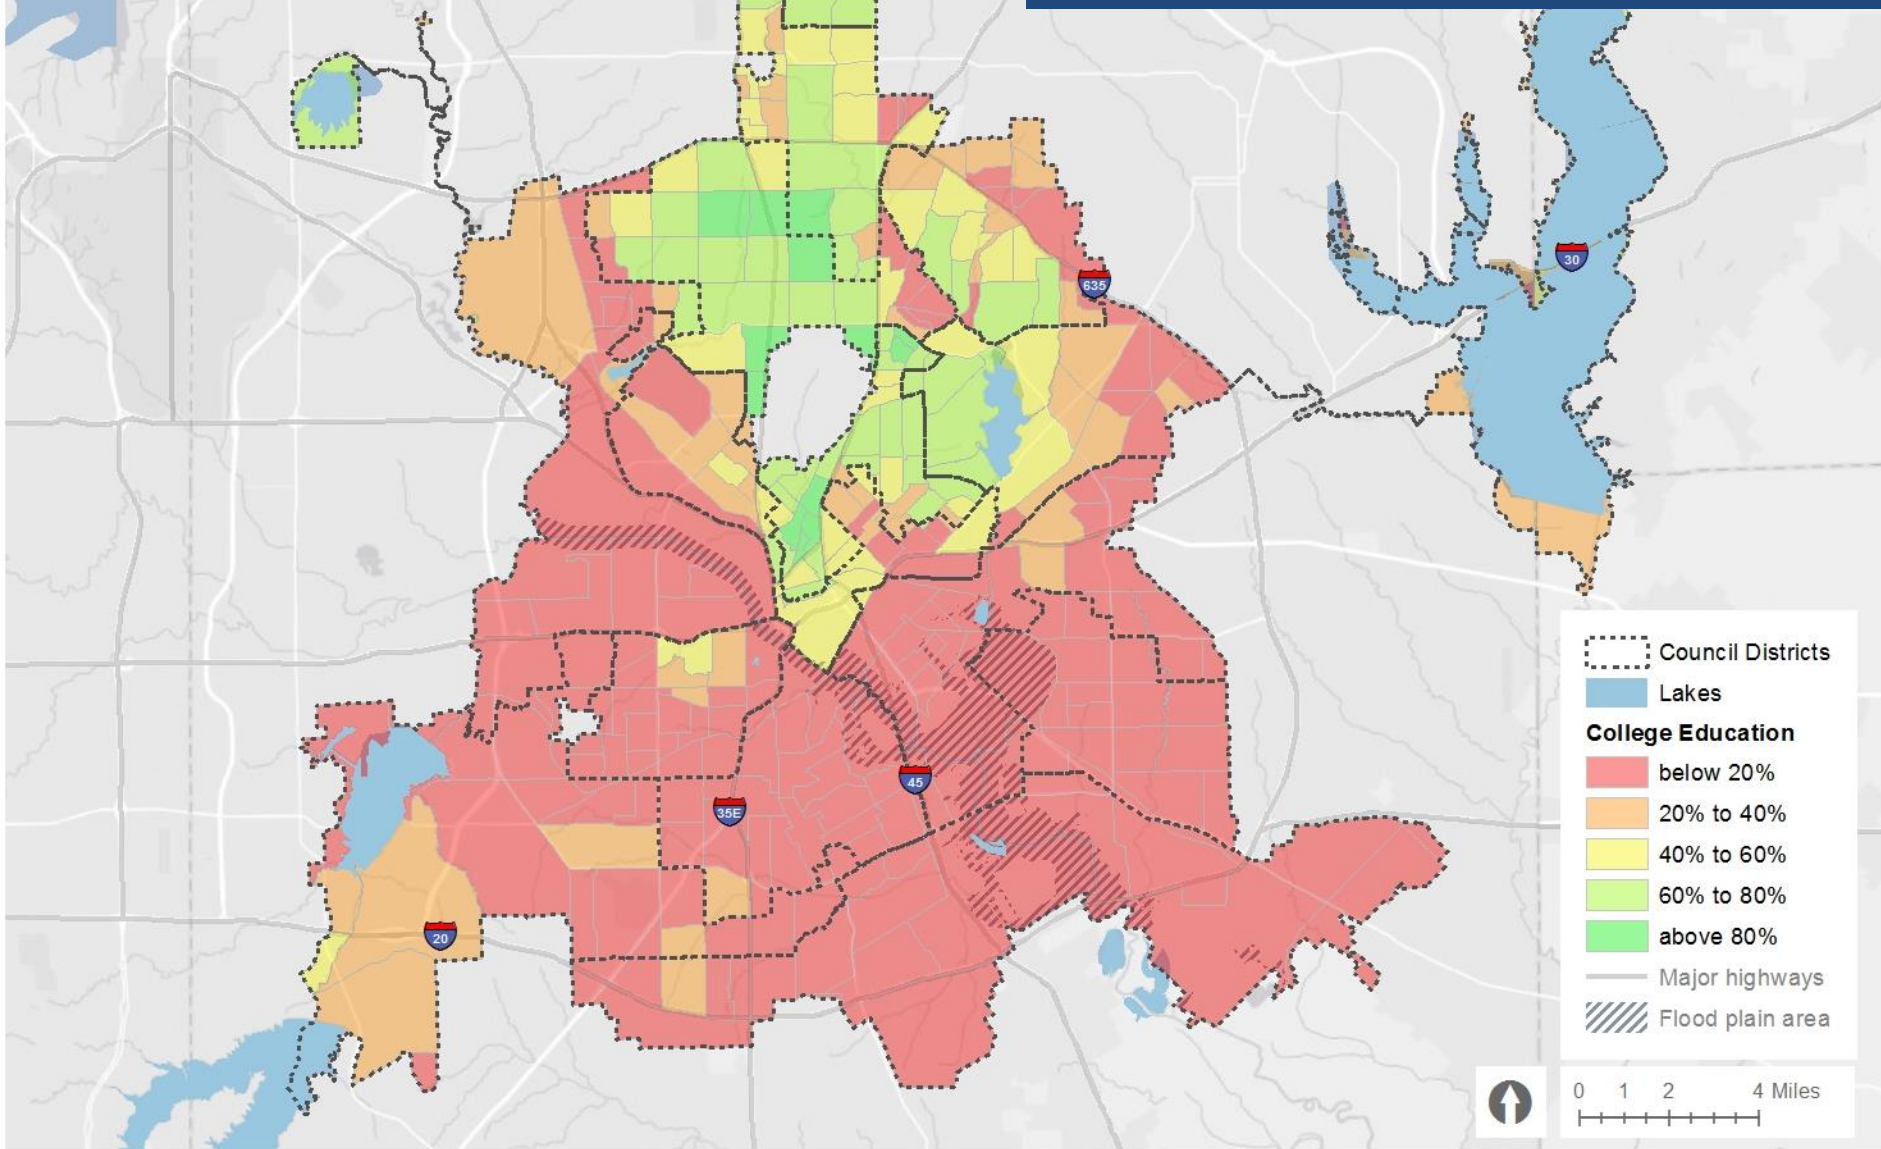 30
635
45
35E
20
Council Districts
Lakes
College Education
below 20%
20% to 40%
40% to 60%
60% to 80%
above 80%
Major highways
Flood plain area
0 1 2 4 Miles